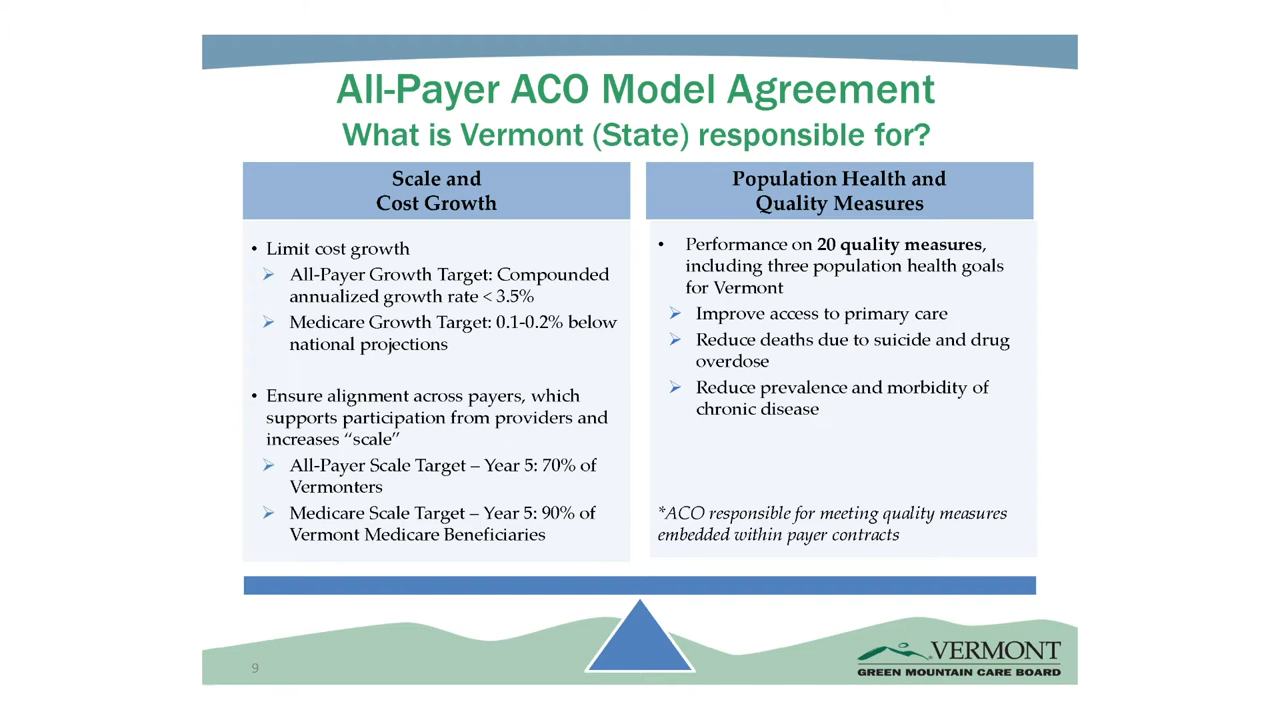 All-Payer ACO Model Agreement
What is Vermont (State) responsible for?
Scale and
Cost Growth
• Limit cost growth
➢ All-Payer Growth Target: Compounded
annualized growth rate < 3.5%
➢ Medicare Growth Target: 0.1-0.2% below
national projections
• Ensure alignment across payers, which
supports participation from providers and
increases “scale”
➢ All-Payer Scale Target – Year 5: 70% of
Vermonters
➢ Medicare Scale Target – Year 5: 90% of
Vermont Medicare Beneficiaries
Population Health and
Quality Measures
• Performance on 20 quality measures,
including three population health goals
for Vermont
➢ Improve access to primary care
➢ Reduce deaths due to suicide and drug
overdose
➢ Reduce prevalence and morbidity of
chronic disease
*ACO responsible for meeting quality measures
embedded within payer contracts
9
VERMONT
GREEN MOUNTAIN CARE BOARD